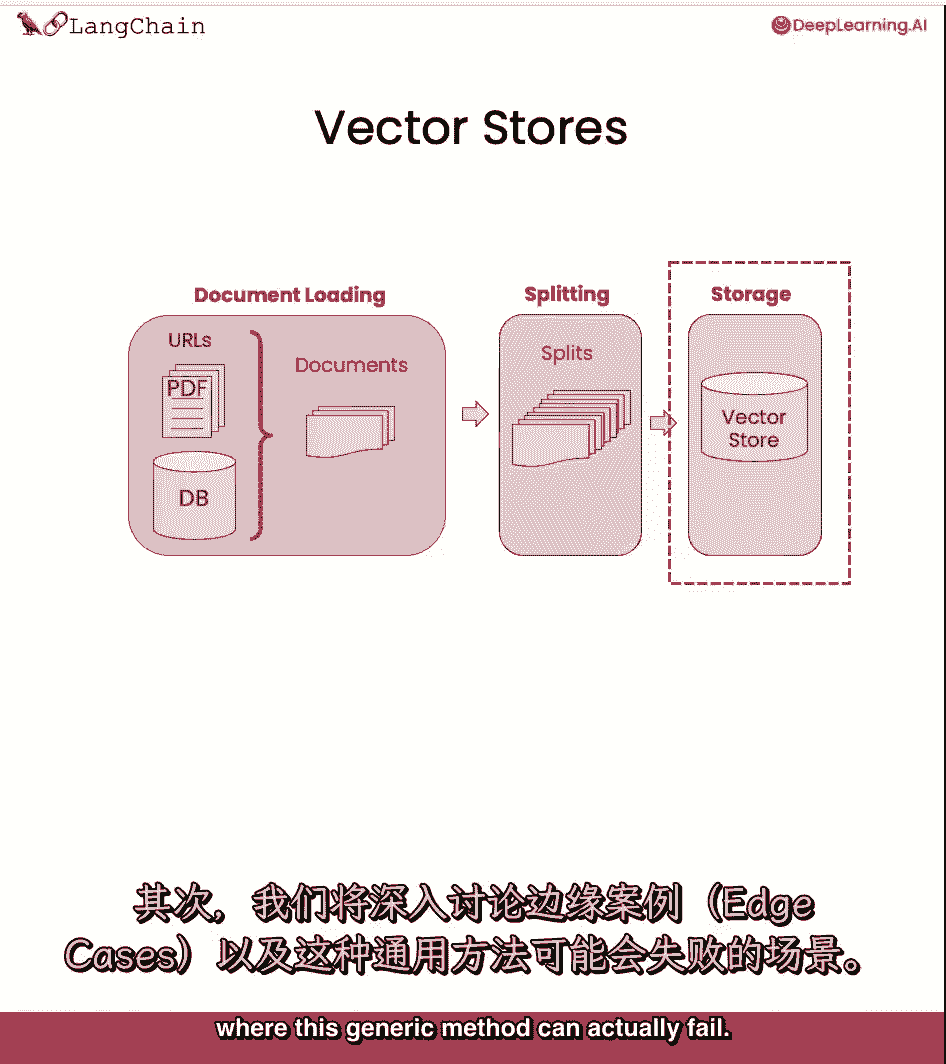 LangChain
DeepLearning.AI
Vector Stores
Document Loading
Splitting
Storage
URLs
PDF
DB
Documents
Splits
Vector
Store
其次，我们将深入讨论边缘案例（Edge
Cases）以及这种通用方法可能会失败的场景。
where this generic method can actually fail.